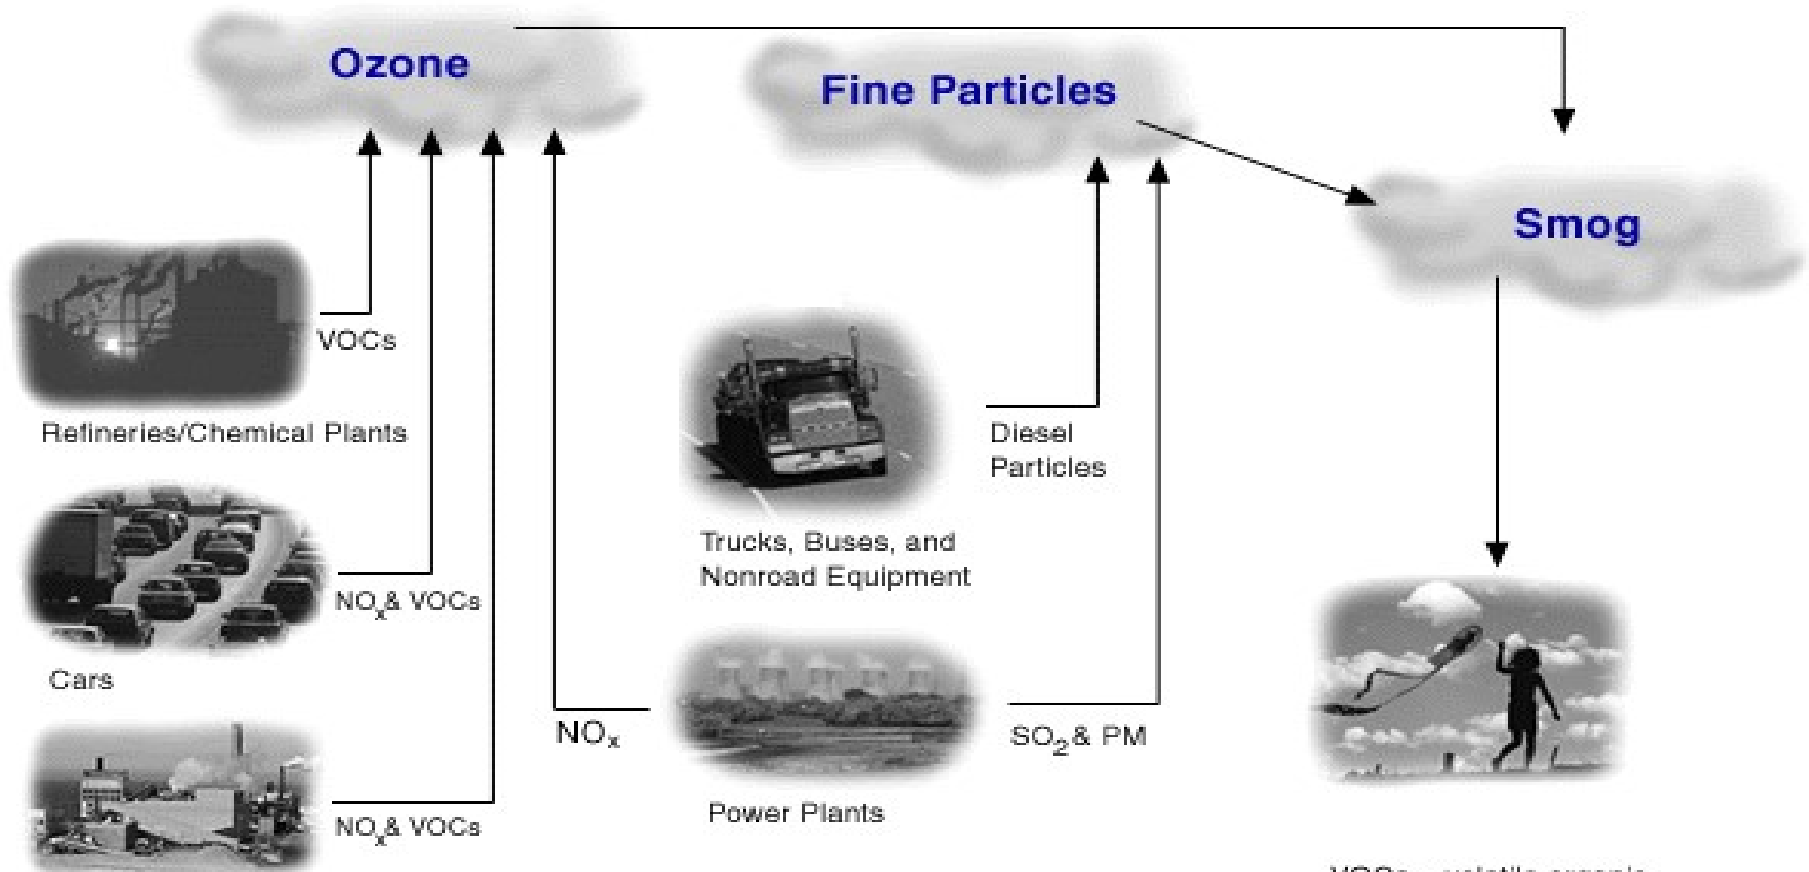 Ozone
Fine Particles
Smog
VOCs
Refineries/Chemical Plants
Diesel
Particles
Trucks, Buses, and
Nonroad Equipment
NOx& VOCs
Cars
NOx
SO2& PM
Power Plants
NOx& VOCs